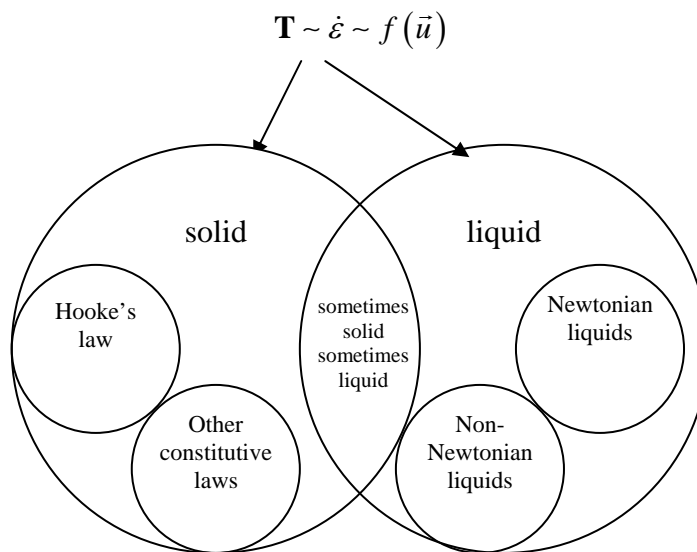 𝐓 ~ ε̇ ~ f(u⃗)
solid
liquid
Hooke’s
law
sometimes
solid
sometimes
liquid
Newtonian
liquids
Other
constitutive
laws
Non-
Newtonian
liquids